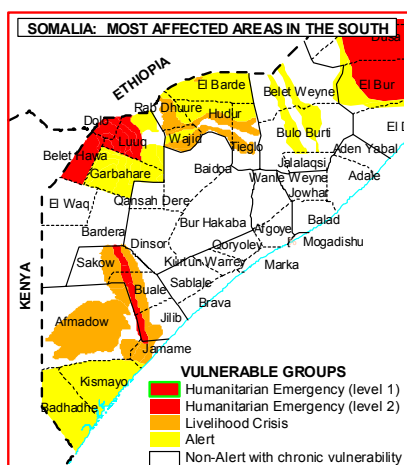 SOMALIA: MOST AFFECTED AREAS IN THE SOUTH
ETHIOPIA
El Barde
Belet Weyne
El Bur
Rab Dhuure
Hudur
Dolo
Luuq
Wajid
Tieglo
Bulo Burti
El D
Belet Hawa
Garbahare
Jalalaqsi
Aden Yabal
Baidoa
Wanle Weyne
Adale
El Waq
Qansah Dere
Jowhar
Bur Hakaba
Balad
Bardera
Dinsor
Afgoye
Mogadishu
Sakow
Qoryoley
Kurtun Warrey
Marka
KENYA
Buale
Sablale
Brava
Afmadow
Jilib
Jamame
Kismayo
Badhadhe
VULNERABLE GROUPS
Humanitarian Emergency (level 1)
Humanitarian Emergency (level 2)
Livelihood Crisis
Alert
Non-Alert with chronic vulnerability